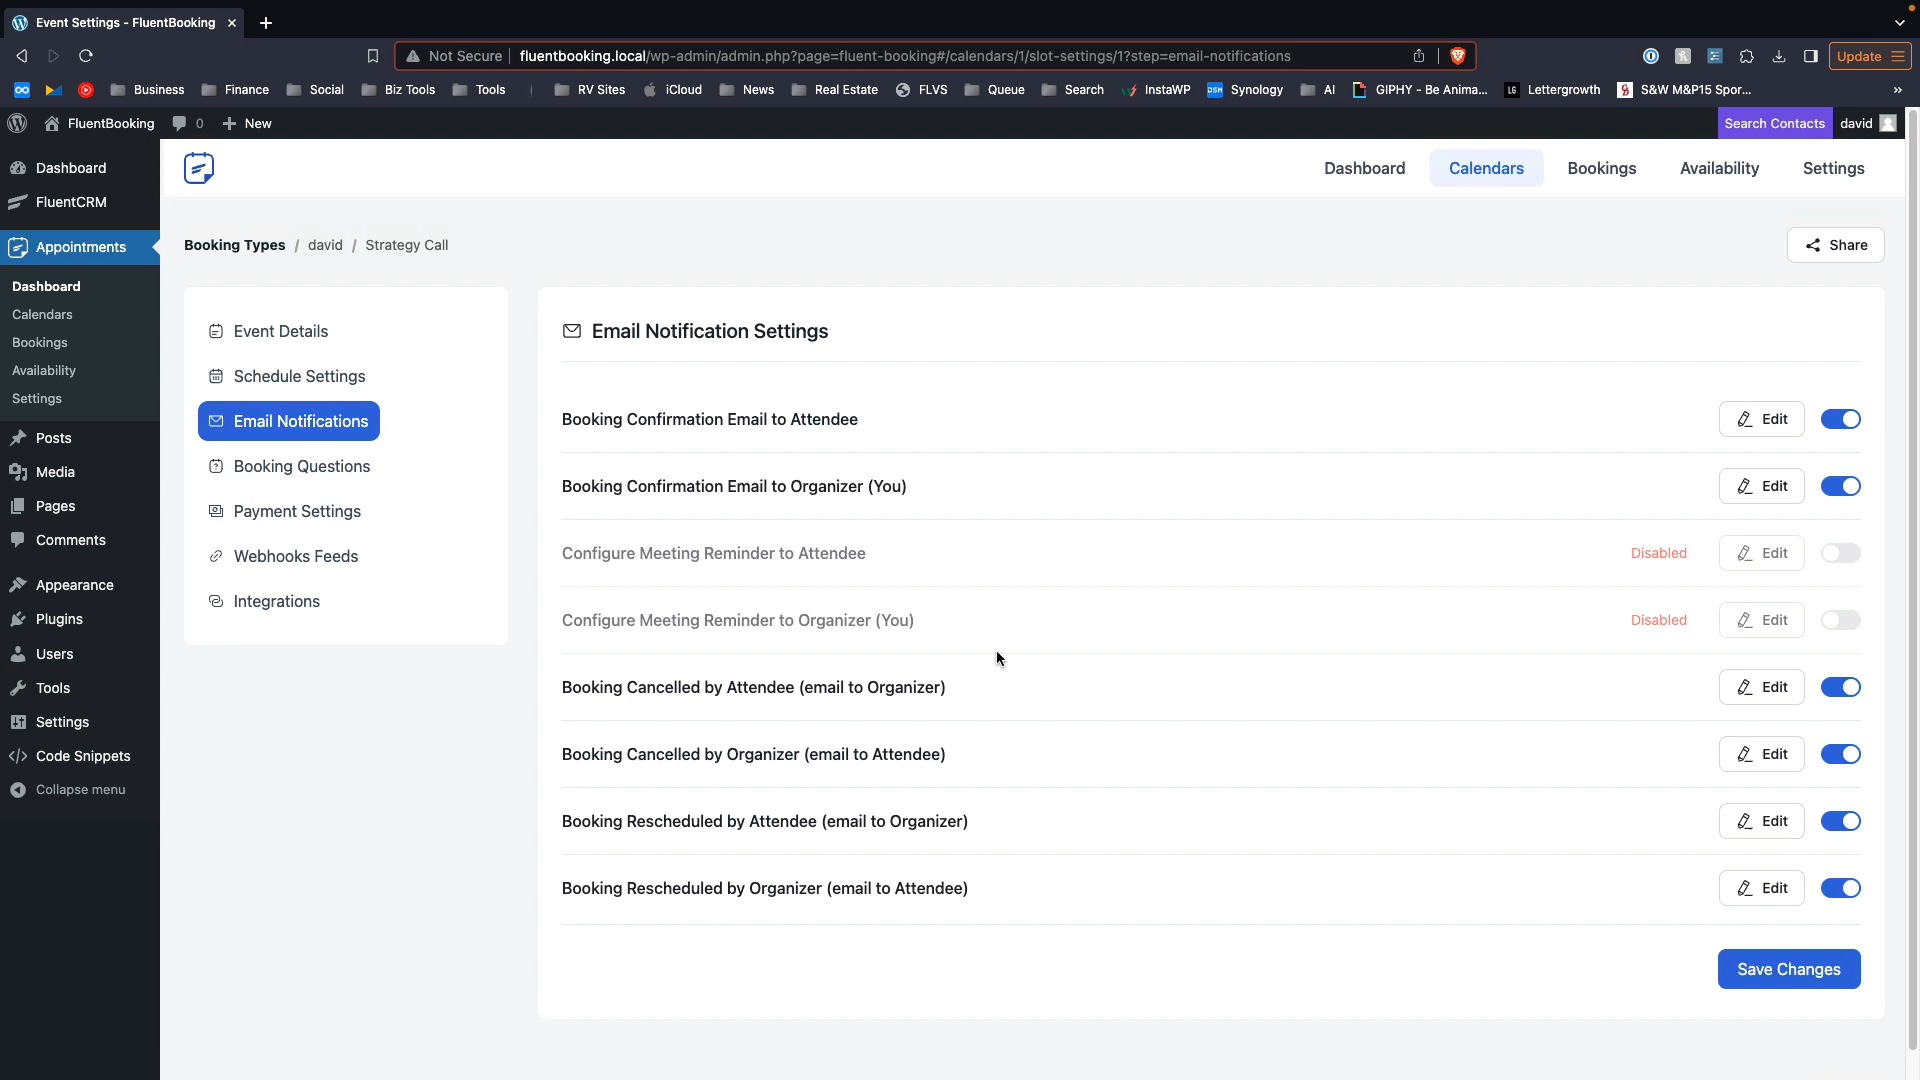 Event Settings - FluentBooking
Not Secure fluentbooking.local/wp-admin/admin.php?page=fluent-booking#/calendars/1/slot-settings/1?step=email-notifications Update
Business Finance Social Biz Tools Tools RV Sites iCloud News Real Estate FLVS Queue Search InstaWP Synology AI GIPHY - Be Anima... Lettergrowth S&W M&P15 Spor...
FluentBooking 0 + New Search Contacts david
Dashboard
FluentCRM
Appointments
Dashboard
Calendars
Bookings
Availability
Settings
Posts
Media
Pages
Comments
Appearance
Plugins
Users
Tools
Settings
Code Snippets
Collapse menu
Dashboard Calendars Bookings Availability Settings
Booking Types / david / Strategy Call Share
Event Details
Schedule Settings
Email Notifications
Booking Questions
Payment Settings
Webhooks Feeds
Integrations
Email Notification Settings
Booking Confirmation Email to Attendee Edit
Booking Confirmation Email to Organizer (You) Edit
Configure Meeting Reminder to Attendee Disabled Edit
Configure Meeting Reminder to Organizer (You) Disabled Edit
Booking Cancelled by Attendee (email to Organizer) Edit
Booking Cancelled by Organizer (email to Attendee) Edit
Booking Rescheduled by Attendee (email to Organizer) Edit
Booking Rescheduled by Organizer (email to Attendee) Edit
Save Changes